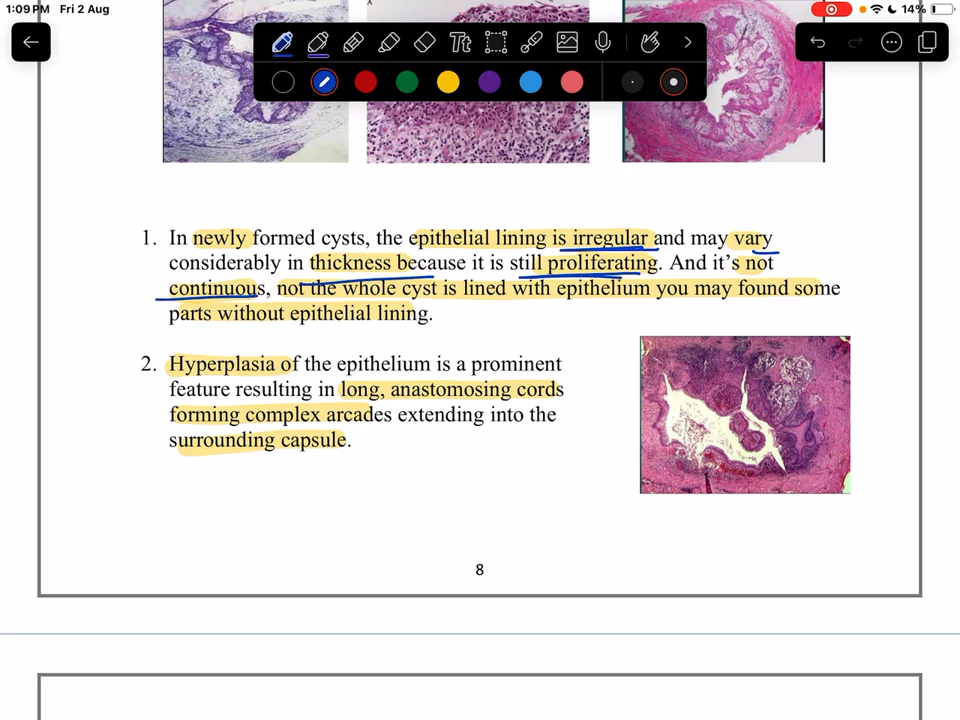 1:09 PM Fri 2 Aug
14%
Tt
1. In newly formed cysts, the epithelial lining is irregular and may vary
considerably in thickness because it is still proliferating. And it's not
continuous, not the whole cyst is lined with epithelium you may found some
parts without epithelial lining.
2. Hyperplasia of the epithelium is a prominent
feature resulting in long, anastomosing cords
forming complex arcades extending into the
surrounding capsule.
8